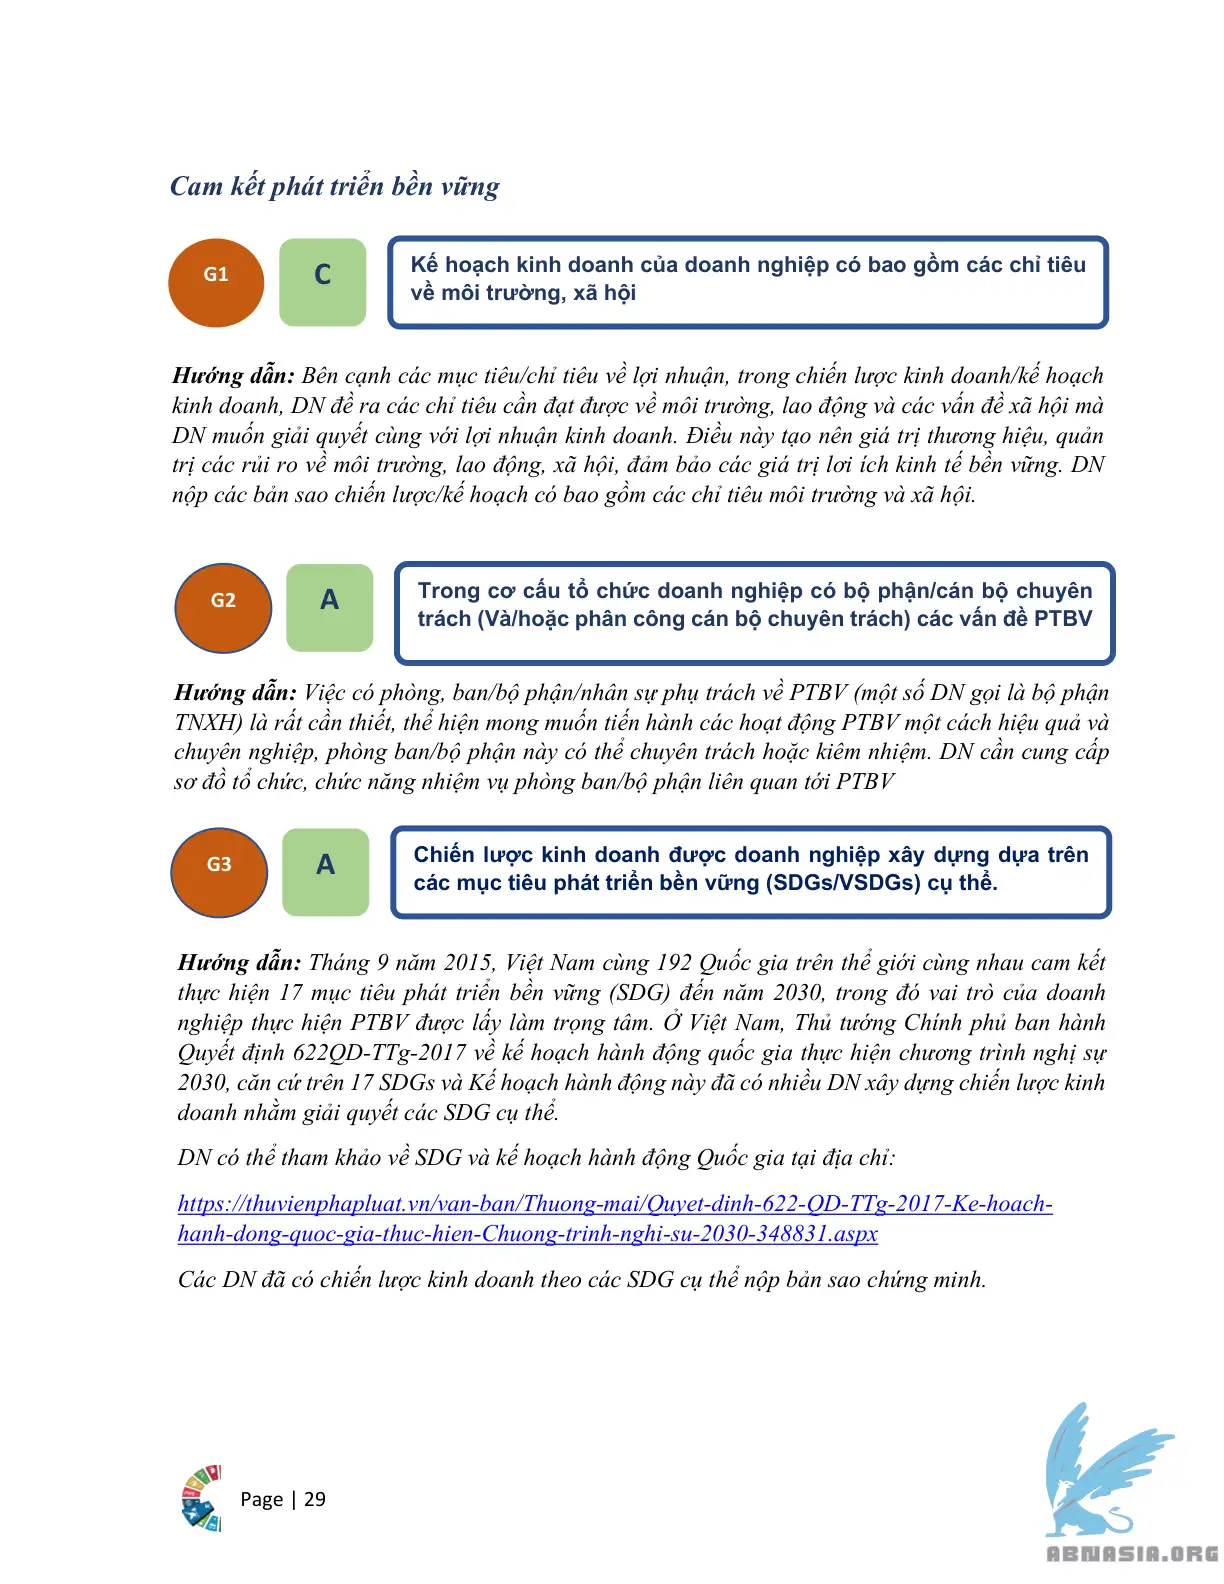 Cam kết phát triển bền vững
G1
C
Kế hoạch kinh doanh của doanh nghiệp có bao gồm các chỉ tiêu
về môi trường, xã hội
Hướng dẫn: Bên cạnh các mục tiêu/chỉ tiêu về lợi nhuận, trong chiến lược kinh doanh/kế hoạch
kinh doanh, DN đề ra các chỉ tiêu cần đạt được về môi trường, lao động và các vấn đề xã hội mà
DN muốn giải quyết cùng với lợi nhuận kinh doanh. Điều này tạo nên giá trị thương hiệu, quản
trị các rủi ro về môi trường, lao động, xã hội, đảm bảo các giá trị lơi ích kinh tế bền vững. DN
nộp các bản sao chiến lược/kế hoạch có bao gồm các chỉ tiêu môi trường và xã hội.
G2
A
Trong cơ cấu tổ chức doanh nghiệp có bộ phận/cán bộ chuyên
trách (Và/hoặc phân công cán bộ chuyên trách) các vấn đề PTBV
Hướng dẫn: Việc có phòng, ban/bộ phận/nhân sự phụ trách về PTBV (một số DN gọi là bộ phận
TNXH) là rất cần thiết, thể hiện mong muốn tiến hành các hoạt động PTBV một cách hiệu quả và
chuyên nghiệp, phòng ban/bộ phận này có thể chuyên trách hoặc kiêm nhiệm. DN cần cung cấp
sơ đồ tổ chức, chức năng nhiệm vụ phòng ban/bộ phận liên quan tới PTBV
G3
A
Chiến lược kinh doanh được doanh nghiệp xây dựng dựa trên
các mục tiêu phát triển bền vững (SDGs/VSDGs) cụ thể.
Hướng dẫn: Tháng 9 năm 2015, Việt Nam cùng 192 Quốc gia trên thế giới cùng nhau cam kết
thực hiện 17 mục tiêu phát triển bền vững (SDG) đến năm 2030, trong đó vai trò của doanh
nghiệp thực hiện PTBV được lấy làm trọng tâm. Ở Việt Nam, Thủ tướng Chính phủ ban hành
Quyết định 622QD-TTg-2017 về kế hoạch hành động quốc gia thực hiện chương trình nghị sự
2030, căn cứ trên 17 SDGs và Kế hoạch hành động này đã có nhiều DN xây dựng chiến lược kinh
doanh nhằm giải quyết các SDG cụ thể.
DN có thể tham khảo về SDG và kế hoạch hành động Quốc gia tại địa chỉ:
https://thuvienphapluat.vn/van-ban/Thuong-mai/Quyet-dinh-622-QD-TTg-2017-Ke-hoach-
hanh-dong-quoc-gia-thuc-hien-Chuong-trinh-nghi-su-2030-348831.aspx
Các DN đã có chiến lược kinh doanh theo các SDG cụ thể nộp bản sao chứng minh.
Page | 29
ABNASIA.ORG